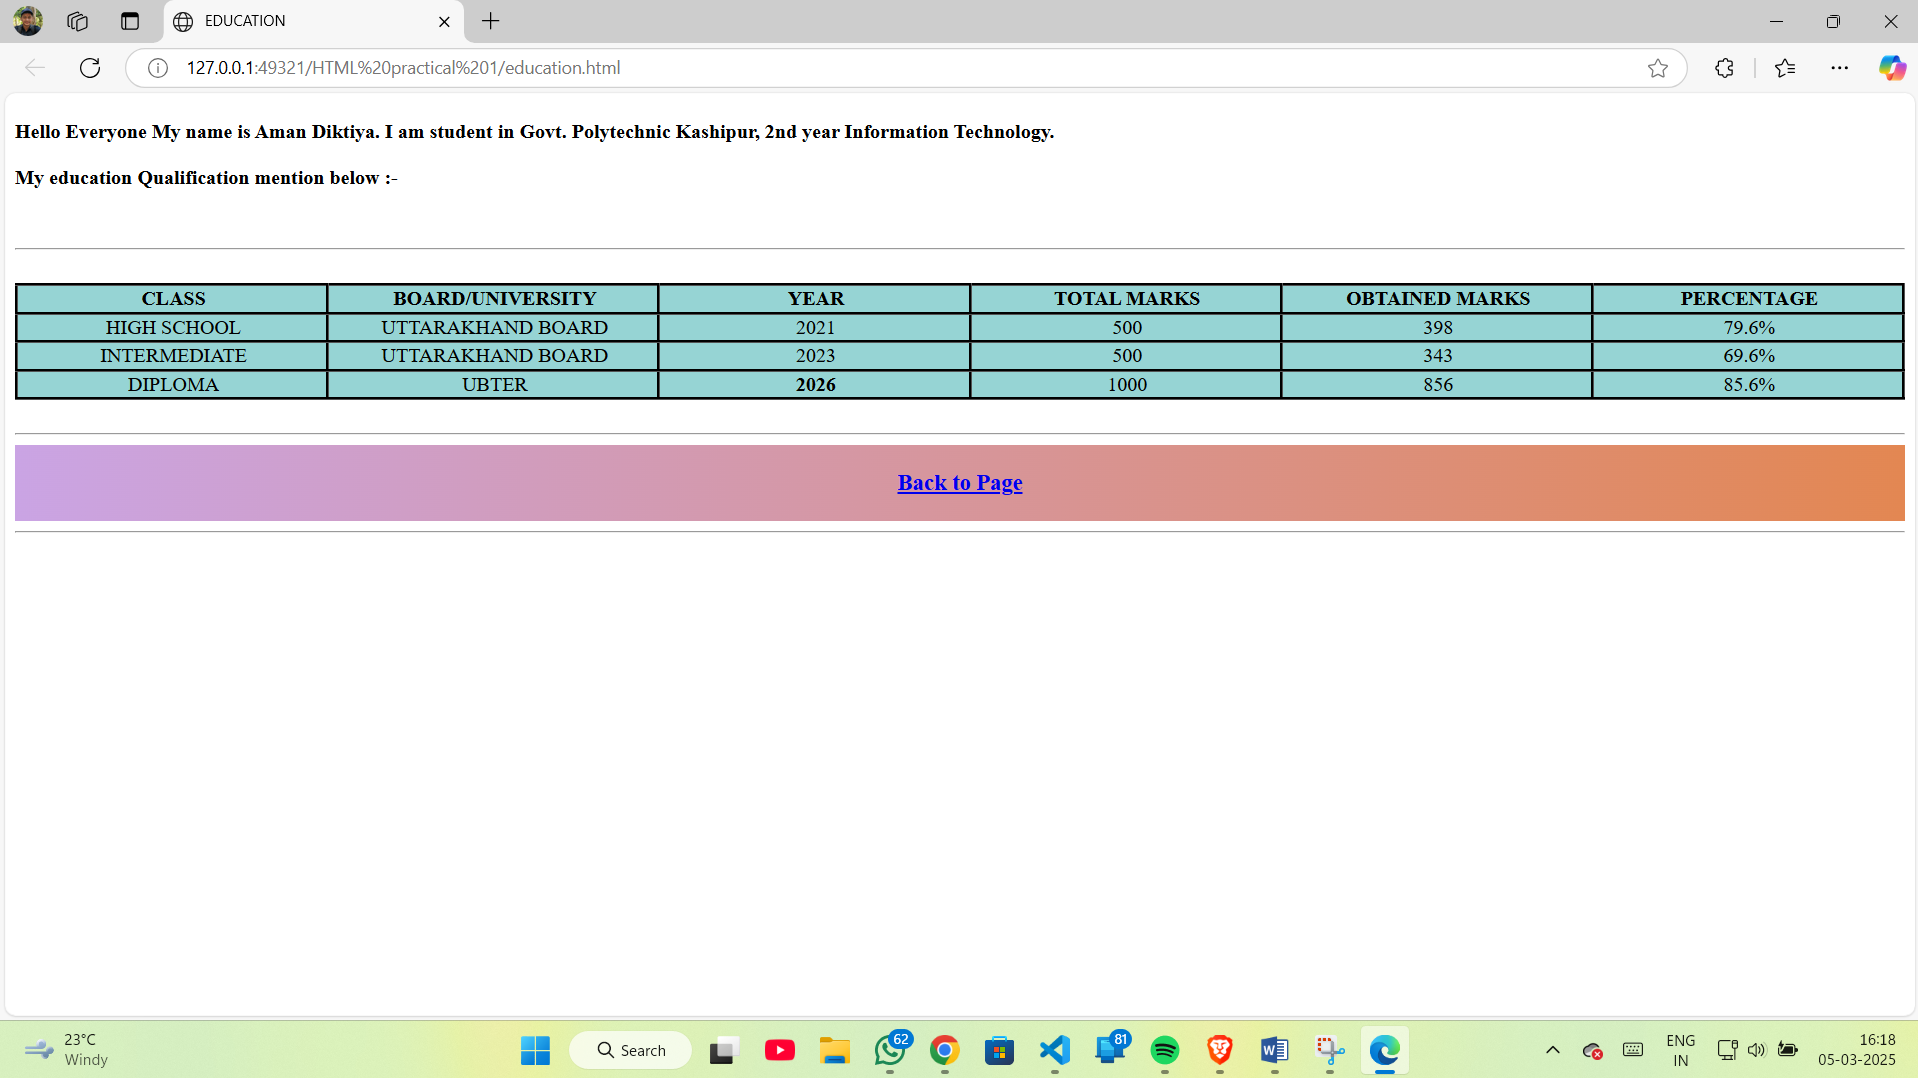 EDUCATION
127.0.0.1:49321/HTML%20practical%201/education.html
Hello Everyone My name is Aman Diktiya. I am student in Govt. Polytechnic Kashipur, 2nd year Information Technology.
My education Qualification mention below :-
CLASS BOARD/UNIVERSITY YEAR TOTAL MARKS OBTAINED MARKS PERCENTAGE
HIGH SCHOOL UTTARAKHAND BOARD 2021 500 398 79.6%
INTERMEDIATE UTTARAKHAND BOARD 2023 500 343 69.6%
DIPLOMA UBTER 2026 1000 856 85.6%
Back to Page
23°C
Windy
Search
62
81
ENG
IN
16:18
05-03-2025